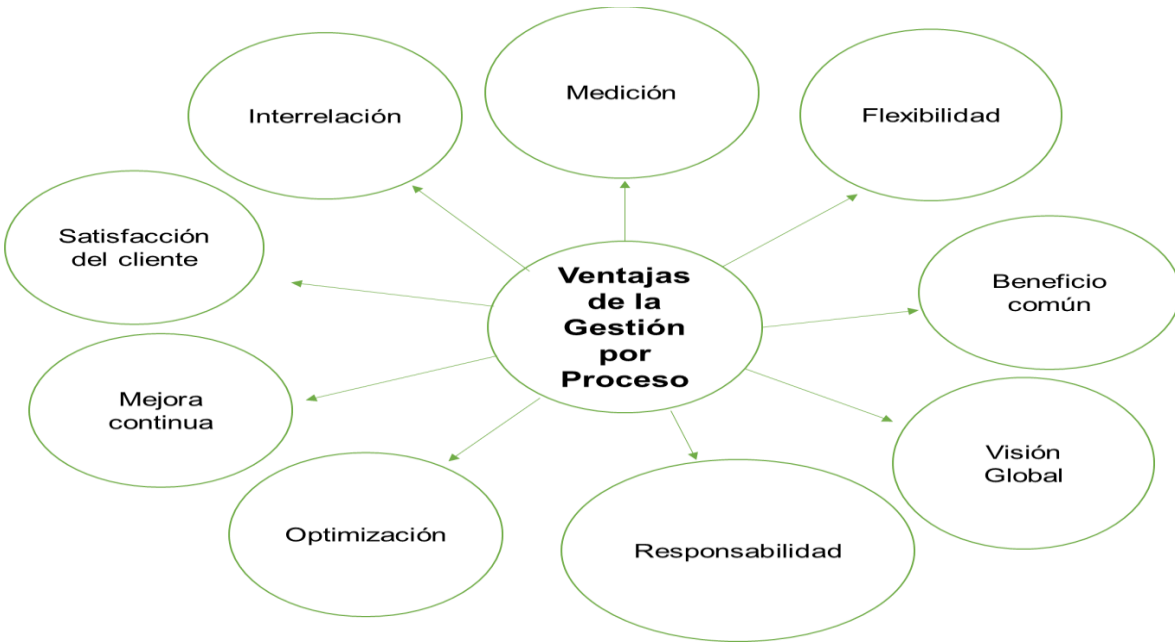 Medición
Interrelación
Flexibilidad
Satisfacción
del cliente
Ventajas
de la
Gestión
por
Proceso
Beneficio
común
Mejora
continua
Visión
Global
Optimización
Responsabilidad